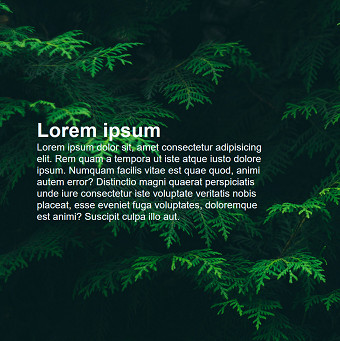 Lorem ipsum
Lorem ipsum dolor sit, amet consectetur adipisicing
elit. Rem quam a tempora ut iste atque iusto dolore
ipsum. Numquam facilis vitae est quae quod, animi
autem error? Distinctio magni quaerat perspiciatis
unde iure consectetur iste voluptate veritatis nobis
placeat, esse eveniet fuga voluptates, doloremque
est animi? Suscipit culpa illo aut.